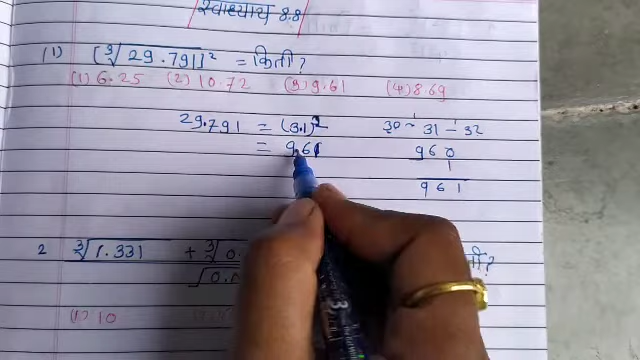 स्वाध्याय 8.8
(1) [∛29.791]² = किती?
(1) 6.25 (2) 10.72 (3) 9.61 (4) 8.69
29.791 = (3.1)² 30 - 31 - 32
= 9.61 960
1
961
2 ∛1.331 + ∛0.
√0.
(1) 10